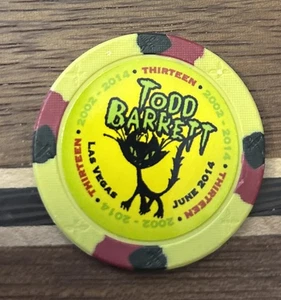 THIRTEEN • 2002 - 2014 • THIRTEEN • 2002 - 2014 • THIRTEEN • 2002 - 2014 •
TODD
BARRETT
LAS VEGAS
JUNE 2014